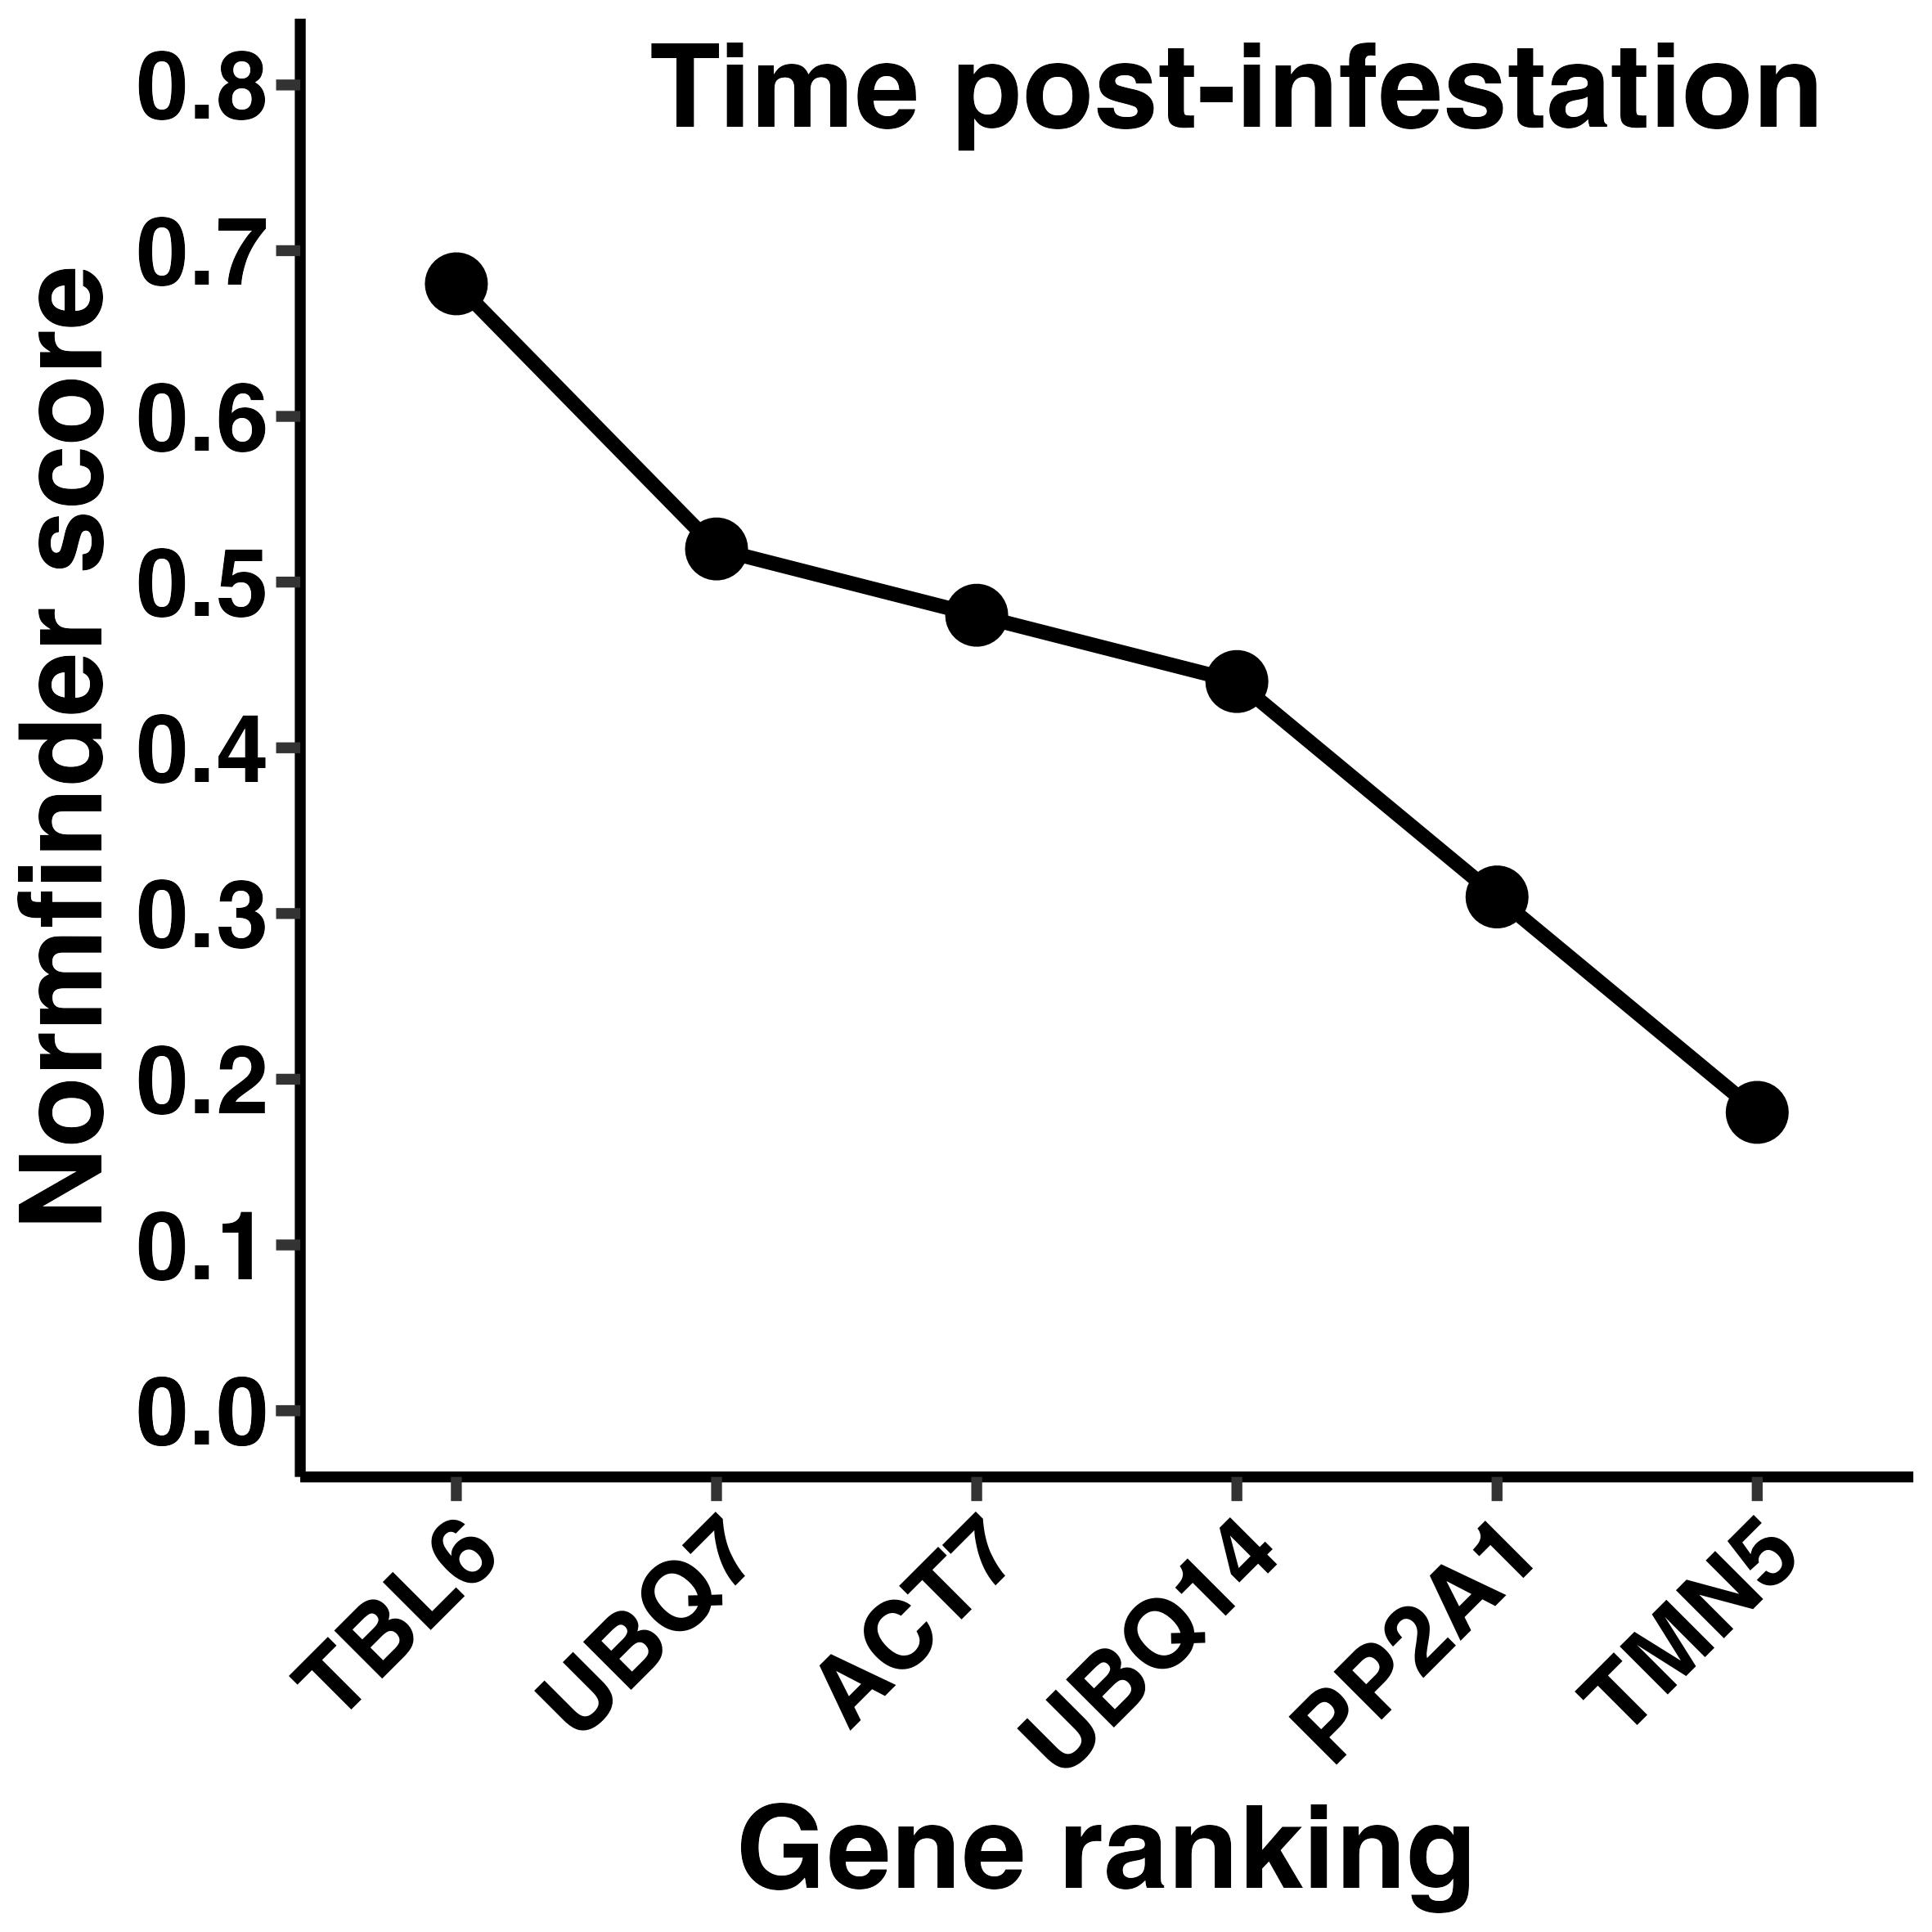 Time post-infestation
Normfinder score
0.8
0.7
0.6
0.5
0.4
0.3
0.2
0.1
0.0
TBL6
UBQ7
ACT7
UBQ14
PP2A1
TMN5
Gene ranking